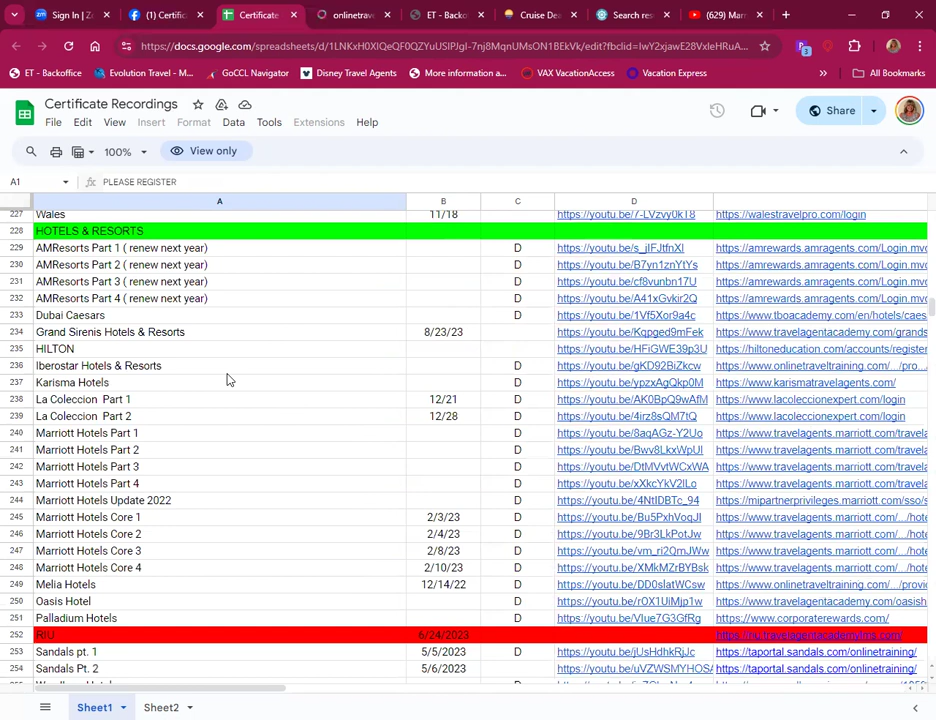 Sign In | Z
(1) Certific
Certificate
onlinetrave
ET - Backo
Cruise Dea
Search res
(629) Marr
https://docs.google.com/spreadsheets/d/
ET - Backoffice
Evolution Travel - M...
GoCCL Navigator
Disney Travel Agents
More information a...
VAX VacationAccess
Vacation Express
All Bookmarks
Certificate Recordings
File Edit View Insert Format Data Tools Extensions Help
Share
100%
View only
A1 PLEASE REGISTER
A B C D
227 Wales 11/18 https://youtu.be/7-LVzvy0kT8 https://walestravelpro.com/login
228 HOTELS & RESORTS
229 AMResorts Part 1 ( renew next year) D https://youtu.be/s_jIFJtfnXI https://amrewards.amragents.com/Login.mvc
230 AMResorts Part 2 ( renew next year) D https://youtu.be/B7yn1znYtYs https://amrewards.amragents.com/Login.mvc
231 AMResorts Part 3 ( renew next year) D https://youtu.be/cf8vunbn17U https://amrewards.amragents.com/Login.mvc
232 AMResorts Part 4 ( renew next year) D https://youtu.be/A41xGvkir2Q https://amrewards.amragents.com/Login.mvc
233 Dubai Caesars D https://youtu.be/1Vf5Xor9a4c https://www.tboacademy.com/en/hotels/caes
234 Grand Sirenis Hotels & Resorts 8/23/23 https://youtu.be/Kqpged9mFek https://www.travelagentacademy.com/grands
235 HILTON https://youtu.be/HFiGWE39p3U https://hiltoneducation.com/accounts/register
236 Iberostar Hotels & Resorts D https://youtu.be/gKD92BiZkcw https://www.onlinetraveltraining.com/...pro...
237 Karisma Hotels D https://youtu.be/ypzxAgQkp0M https://www.karismatravelagents.com/
238 La Coleccion Part 1 12/21 D https://youtu.be/AK0BpQ9wAfM https://www.lacoleccionexpert.com/login
239 La Coleccion Part 2 12/28 D https://youtu.be/4irz8sQM7tQ https://www.lacoleccionexpert.com/login
240 Marriott Hotels Part 1 D https://youtu.be/8aqAGz-Y2Uo https://www.travelagents.marriott.com/travela
241 Marriott Hotels Part 2 D https://youtu.be/Bwv8LkxWpUI https://www.travelagents.marriott.com/travela
242 Marriott Hotels Part 3 D https://youtu.be/DtMVvtWCxWA https://www.travelagents.marriott.com/travela
243 Marriott Hotels Part 4 D https://youtu.be/xXkcYkV2lLo https://www.travelagents.marriott.com/travela
244 Marriott Hotels Update 2022 D https://youtu.be/4NtIDBTc_94 https://mipartnerprivileges.marriott.com/sso/s
245 Marriott Hotels Core 1 2/3/23 D https://youtu.be/Bu5PxhVoqJI https://www.travelagents.marriott.com/.../hote
246 Marriott Hotels Core 2 2/4/23 D https://youtu.be/9Br3LkPotJw https://www.travelagents.marriott.com/.../hote
247 Marriott Hotels Core 3 2/8/23 D https://youtu.be/vm_ri2QmJWw https://www.travelagents.marriott.com/.../hote
248 Marriott Hotels Core 4 2/10/23 D https://youtu.be/XMkMZrBYBsk https://www.travelagents.marriott.com/.../hote
249 Melia Hotels 12/14/22 D https://youtu.be/DD0slatWCsw https://www.onlinetraveltraining.com/.../provic
250 Oasis Hotel D https://youtu.be/rOX1UiMjp1w https://www.travelagentacademy.com/oasish
251 Palladium Hotels D https://youtu.be/VIue7G3GfRg https://www.corporaterewards.com/
252 RIU 6/24/2023 https://riu.travelagentacademylms.com/
253 Sandals pt. 1 5/5/2023 D https://youtu.be/jUsHdhkRjJc https://taportal.sandals.com/onlinetraining/
254 Sandals Pt. 2 5/6/2023 https://youtu.be/uVZWSMYHOSA https://taportal.sandals.com/onlinetraining/
Sheet1
Sheet2